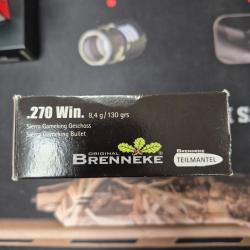 .270 Win. 8,4 g/130 grs
Sierra Gameking Geschoss
Sierra Gameking Bullet
ORIGINAL
BRENNEKE®
BRENNEKE
TEILMANTEL